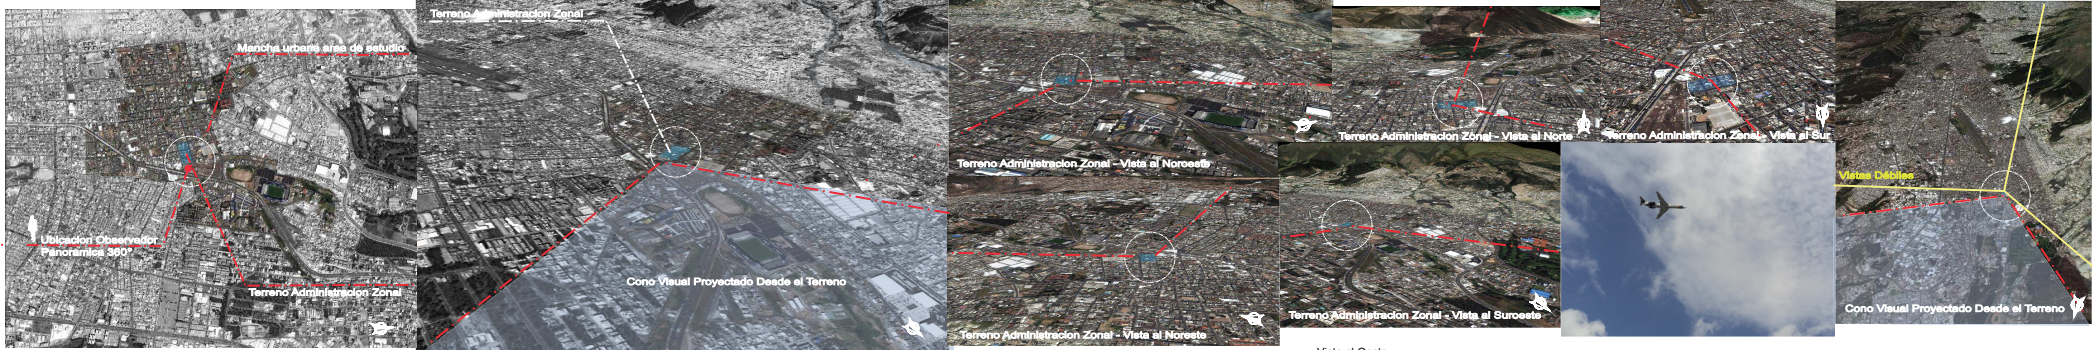 Mancha urbana area de estudio
Ubicacion Observador
Panoramica 360°
Terreno Administracion Zonal
Terreno Administracion Zonal
Cono Visual Proyectado Desde el Terreno
Terreno Administracion Zonal - Vista al Noroeste
Terreno Administracion Zonal - Vista al Norte
Terreno Administracion Zonal - Vista al Sur
Terreno Administracion Zonal - Vista al Noreste
Terreno Administracion Zonal - Vista al Suroeste
Vistas Débiles
Cono Visual Proyectado Desde el Terreno